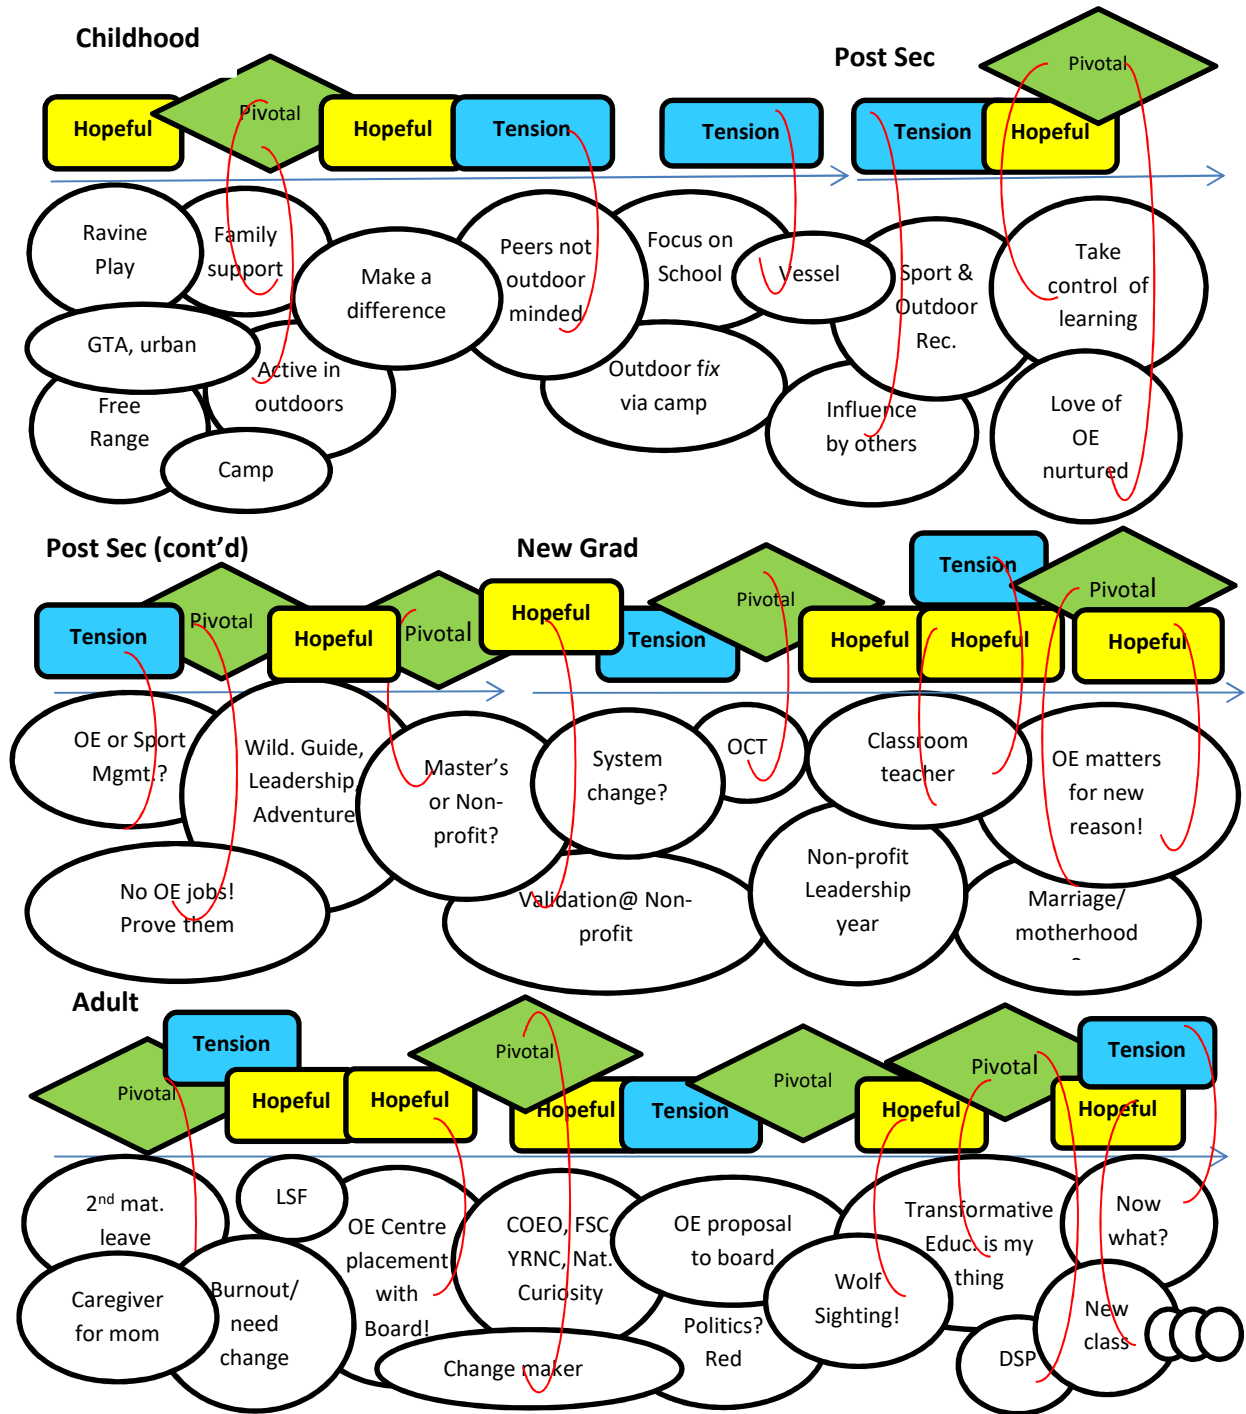 Childhood
Post Sec
Hopeful
Pivotal
Hopeful
Tension
Tension
Tension
Hopeful
Pivotal
Ravine
Play
Family
support
GTA, urban
Free
Range
Active in
outdoors
Camp
Make a
difference
Peers not
outdoor
minded
Focus on
School
Outdoor fix
via camp
Vessel
Influence
by others
Sport &
Outdoor
Rec.
Take
control of
learning
Love of
OE
nurtured
Post Sec (cont’d)
New Grad
Tension
Pivotal
Hopeful
Pivotal
Hopeful
Tension
Pivotal
Hopeful
Tension
Hopeful
Pivotal
Hopeful
OE or Sport
Mgmt.?
No OE jobs!
Prove them
Wild. Guide,
Leadership,
Adventure
Master’s
or Non-
profit?
Validation@ Non-
profit
System
change?
OCT
Non-profit
Leadership
year
Classroom
teacher
OE matters
for new
reason!
Marriage/
motherhood
Adult
Pivotal
Tension
Hopeful
Hopeful
Pivotal
Hopeful
Tension
Pivotal
Hopeful
Pivotal
Hopeful
Tension
2nd mat.
leave
Caregiver
for mom
Burnout/
need
change
LSF
OE Centre
placement
with
Board!
COEO, FSC,
YRNC, Nat.
Curiosity
Change maker
OE proposal
to board
Politics?
Red
Wolf
Sighting!
Transformative
Educ. is my
thing
DSP
Now
what?
New
class